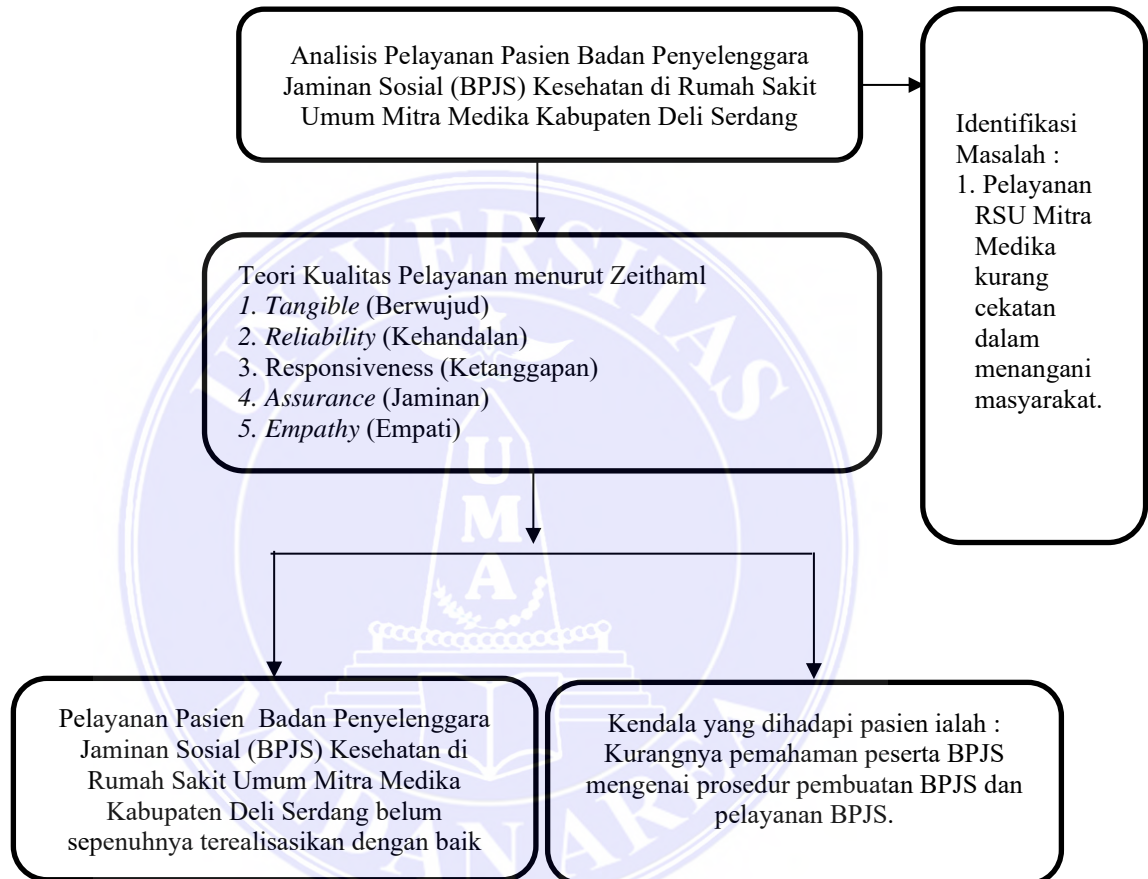 Analisis Pelayanan Pasien Badan Penyelenggara
Jaminan Sosial (BPJS) Kesehatan di Rumah Sakit
Umum Mitra Medika Kabupaten Deli Serdang
Identifikasi
Masalah :
1. Pelayanan
RSU Mitra
Medika
kurang
cekatan
dalam
menangani
masyarakat.
Teori Kualitas Pelayanan menurut Zeithaml
1. Tangible (Berwujud)
2. Reliability (Kehandalan)
3. Responsiveness (Ketanggapan)
4. Assurance (Jaminan)
5. Empathy (Empati)
Pelayanan Pasien Badan Penyelenggara
Jaminan Sosial (BPJS) Kesehatan di
Rumah Sakit Umum Mitra Medika
Kabupaten Deli Serdang belum
sepenuhnya terealisasikan dengan baik
Kendala yang dihadapi pasien ialah :
Kurangnya pemahaman peserta BPJS
mengenai prosedur pembuatan BPJS dan
pelayanan BPJS.
UNIVERSITAS
UMA
MEDAN AREA